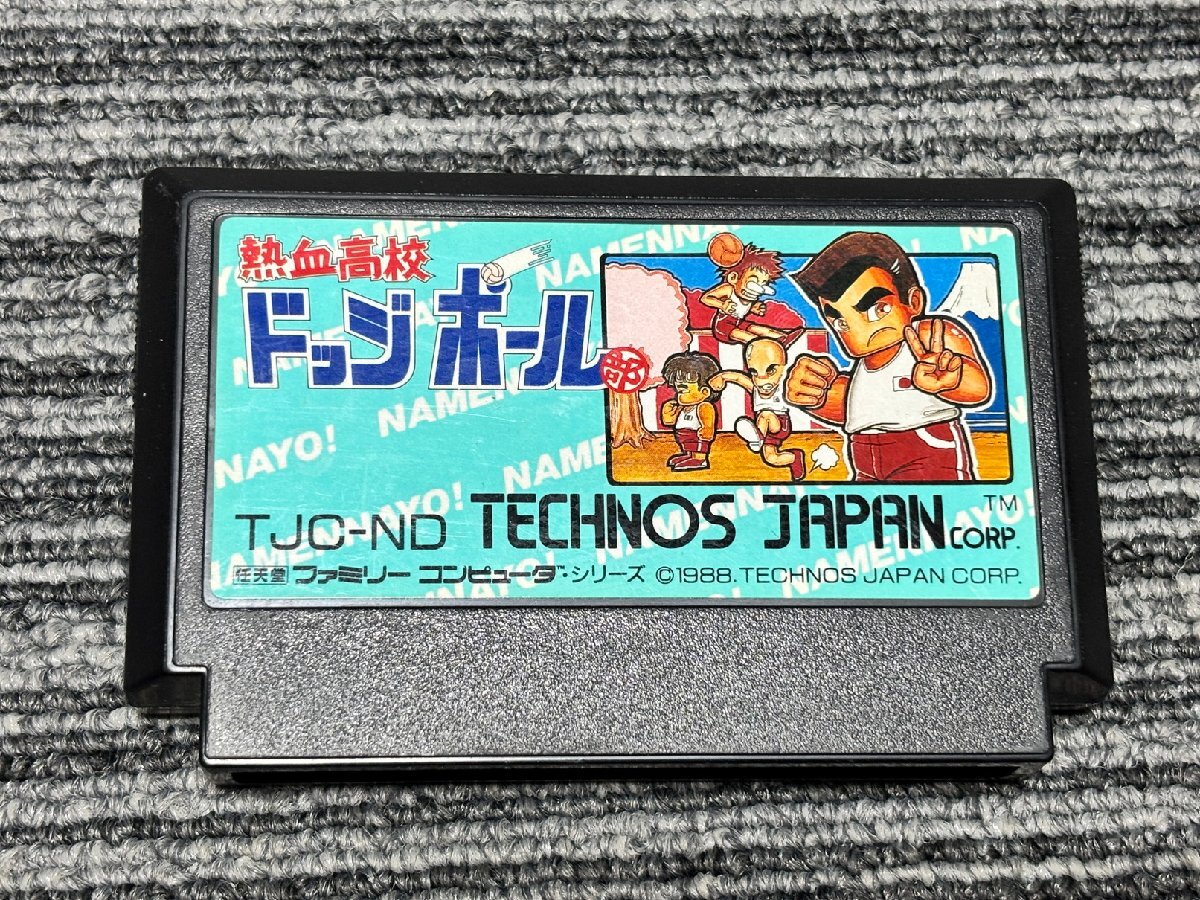 熱血高校
ドッジボール部
NAMENNAYO!
TJC-ND TECHNOS JAPAN CORP.™
任天堂 ファミリーコンピュータ・シリーズ ©1988. TECHNOS JAPAN CORP.